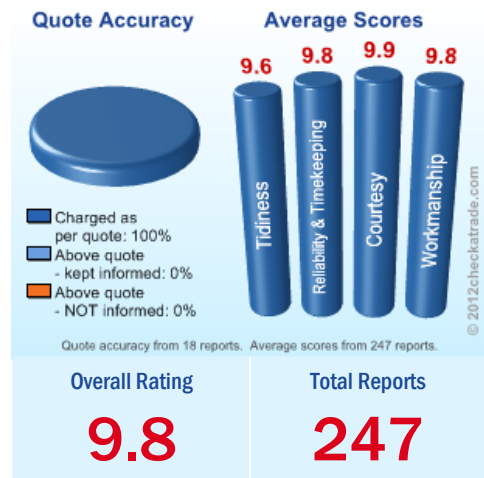 Quote Accuracy
Average Scores
9.6
9.8
9.9
9.8
Tidiness
Reliability & Timekeeping
Courtesy
Workmanship
Charged as
per quote: 100%
Above quote
- kept informed: 0%
Above quote
- NOT informed: 0%
© 2012checkatrade.com
Quote accuracy from 18 reports. Average scores from 247 reports.
Overall Rating
9.8
Total Reports
247